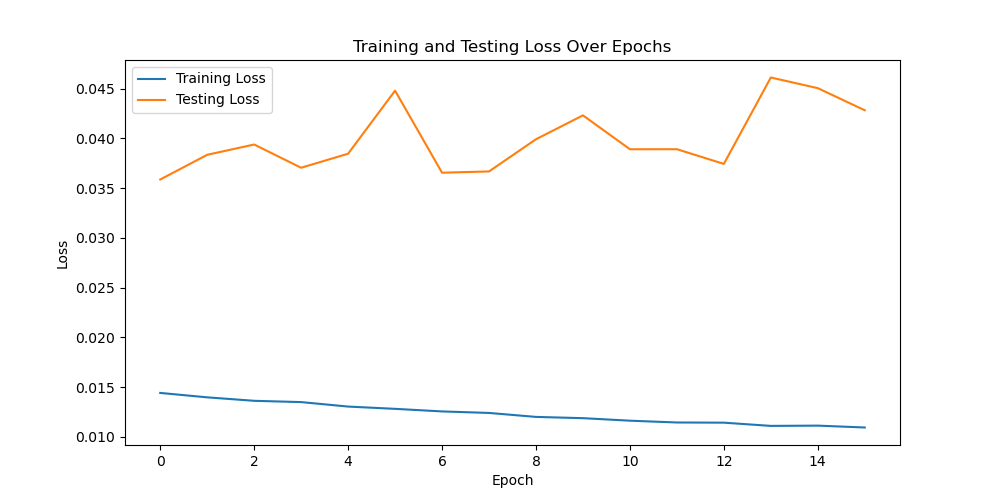 Training and Testing Loss Over Epochs
Training Loss
Testing Loss
0.045
0.040
0.035
0.030
0.025
0.020
0.015
0.010
Loss
0 2 4 6 8 10 12 14
Epoch